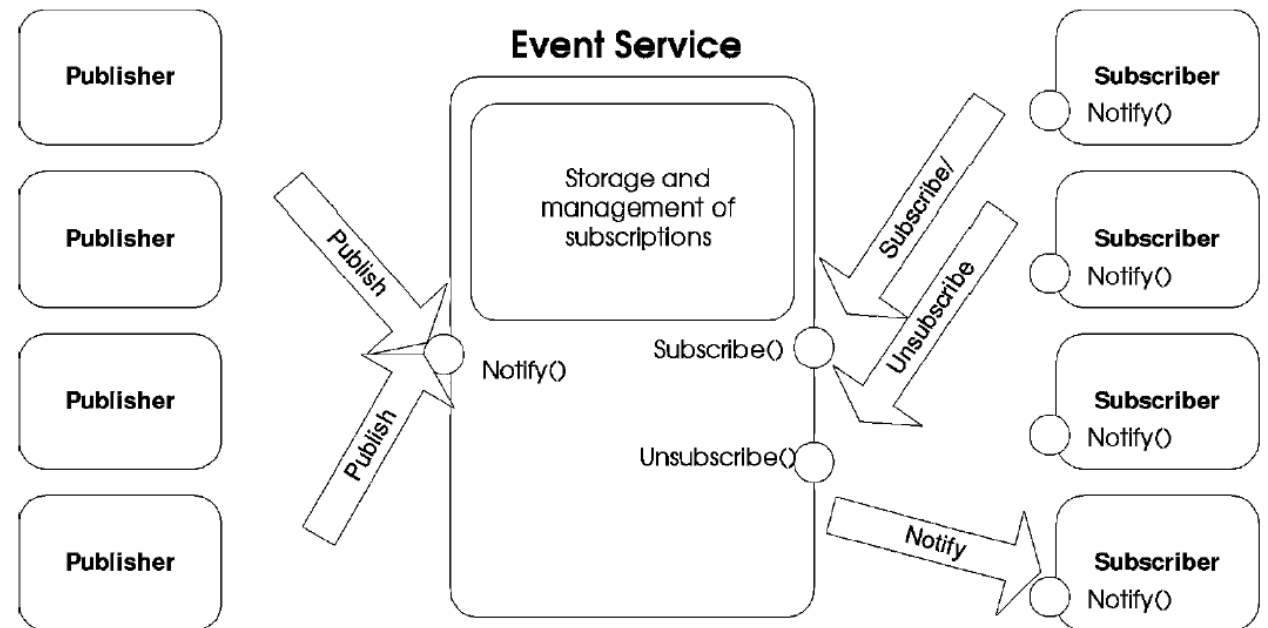 Event Service
Publisher
Publisher
Publisher
Publisher
Publish
Publish
Storage and
management of
subscriptions
Notify()
Subscribe()
Unsubscribe()
Subscribe/
Unsubscribe
Notify
Subscriber
Notify()
Subscriber
Notify()
Subscriber
Notify()
Subscriber
Notify()